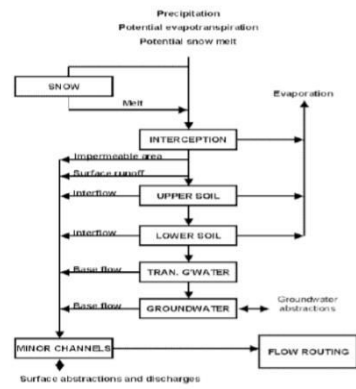 Precipitation
Potential evapotranspiration
Potential snow melt
SNOW
Evaporation
Melt
INTERCEPTION
Impermeable area
Surface runoff
Interflow
UPPER SOIL
Interflow
LOWER SOIL
Base flow
TRAN. G'WATER
Base flow
GROUNDWATER
Groundwater
abstractions
MINOR CHANNELS
FLOW ROUTING
Surface abstractions and discharges